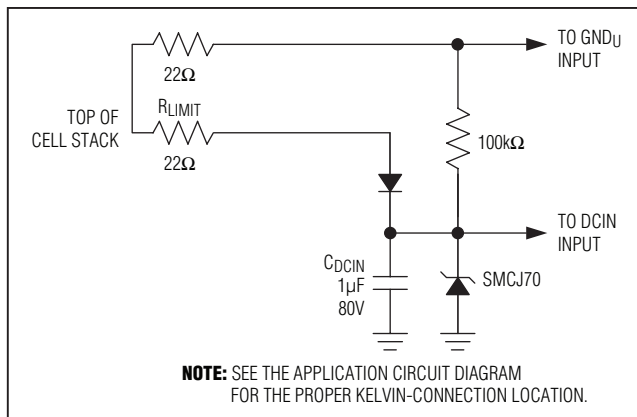 TO GNDU
INPUT
22Ω
TOP OF
CELL STACK
RLIMIT
22Ω
100kΩ
TO DCIN
INPUT
CDCIN
1µF
80V
SMCJ70
NOTE: SEE THE APPLICATION CIRCUIT DIAGRAM
FOR THE PROPER KELVIN-CONNECTION LOCATION.